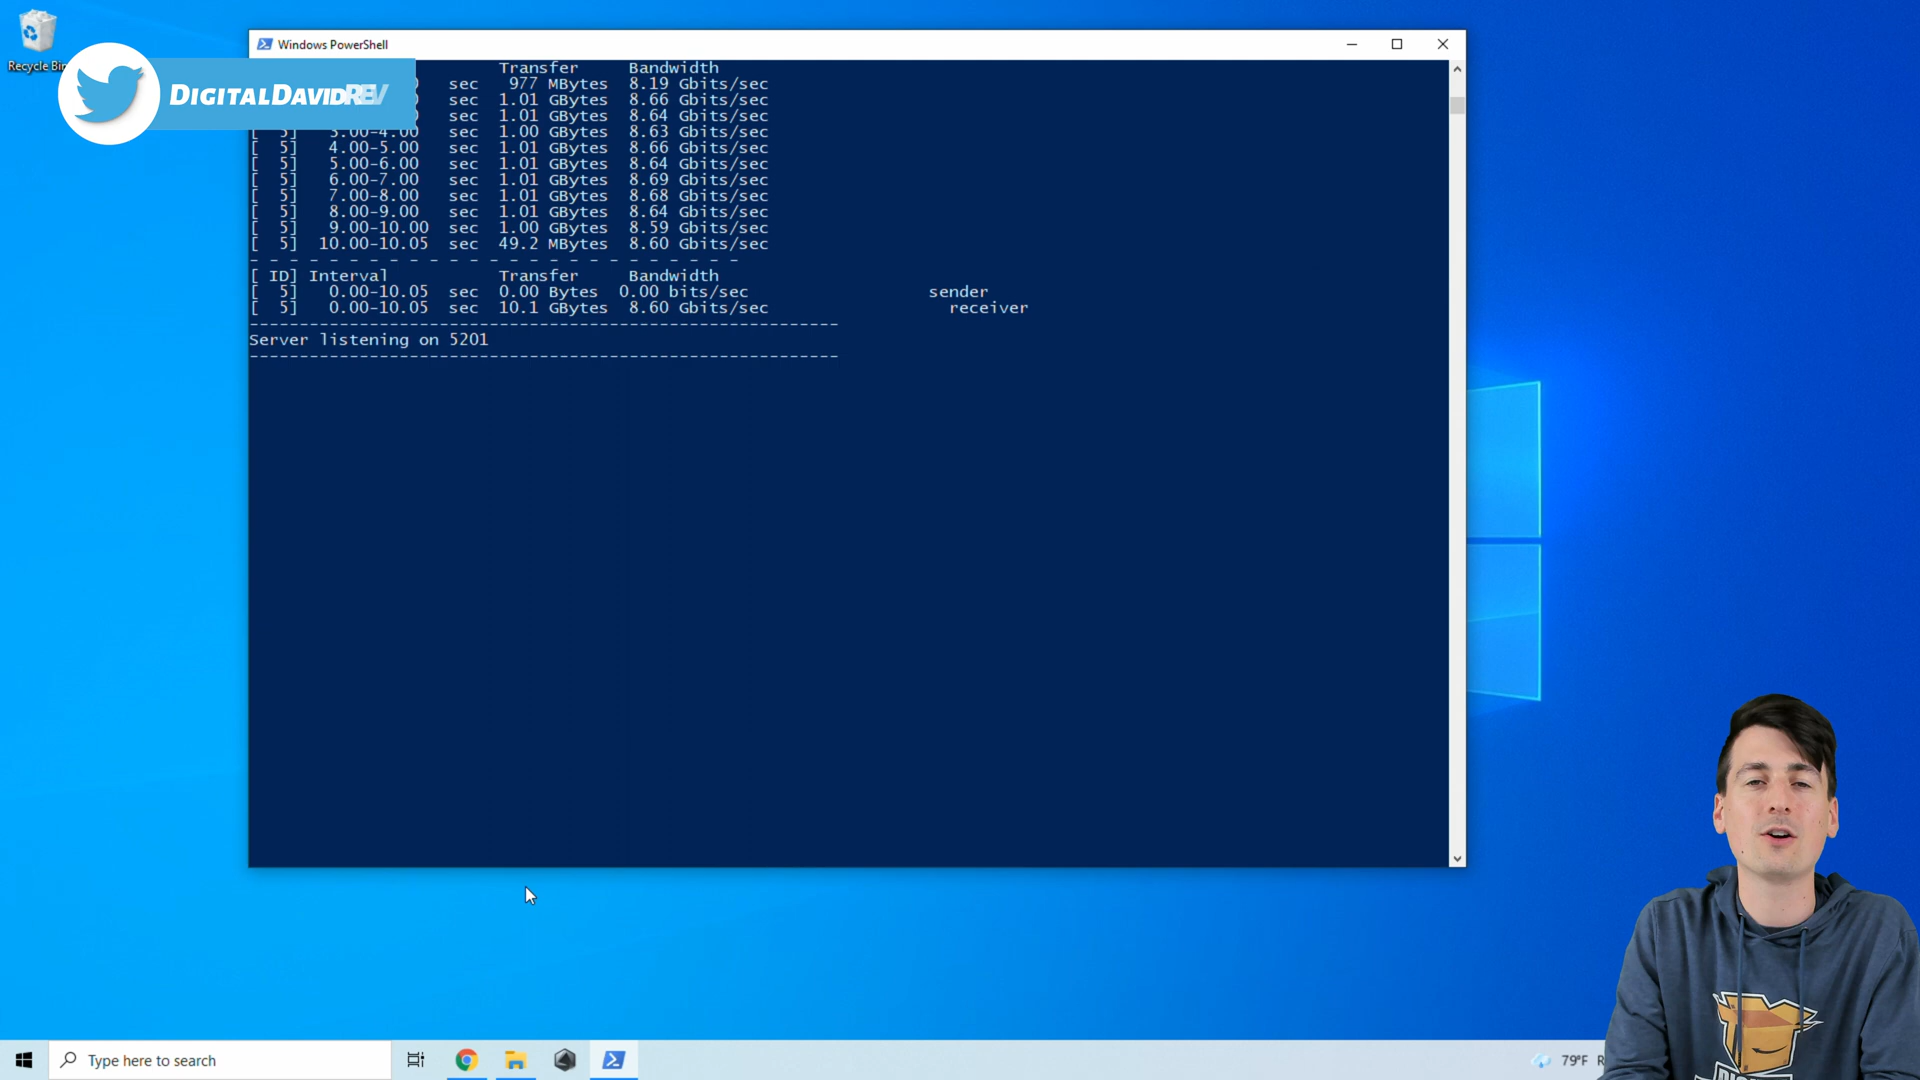 Recycle Bin
DIGITALDAVIDREV
Windows PowerShell
Transfer Bandwidth
sec 977 MBytes 8.19 Gbits/sec
sec 1.01 GBytes 8.66 Gbits/sec
sec 1.01 GBytes 8.64 Gbits/sec
[ 5] 3.00-4.00 sec 1.00 GBytes 8.63 Gbits/sec
[ 5] 4.00-5.00 sec 1.01 GBytes 8.66 Gbits/sec
[ 5] 5.00-6.00 sec 1.01 GBytes 8.64 Gbits/sec
[ 5] 6.00-7.00 sec 1.01 GBytes 8.69 Gbits/sec
[ 5] 7.00-8.00 sec 1.01 GBytes 8.68 Gbits/sec
[ 5] 8.00-9.00 sec 1.01 GBytes 8.64 Gbits/sec
[ 5] 9.00-10.00 sec 1.00 GBytes 8.59 Gbits/sec
[ 5] 10.00-10.05 sec 49.2 MBytes 8.60 Gbits/sec
- - - - - - - - - - - - - - - - - - - - - - - - -
[ ID] Interval Transfer Bandwidth
[ 5] 0.00-10.05 sec 0.00 Bytes 0.00 bits/sec sender
[ 5] 0.00-10.05 sec 10.1 GBytes 8.60 Gbits/sec receiver
-----------------------------------------------------------
Server listening on 5201
-----------------------------------------------------------
Type here to search
79°F R